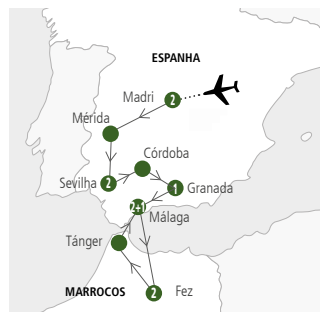 ESPANHA
Madri
2
Mérida
Córdoba
Sevilha
2
1
Granada
2+1
Málaga
Tánger
MARROCOS
2
Fez